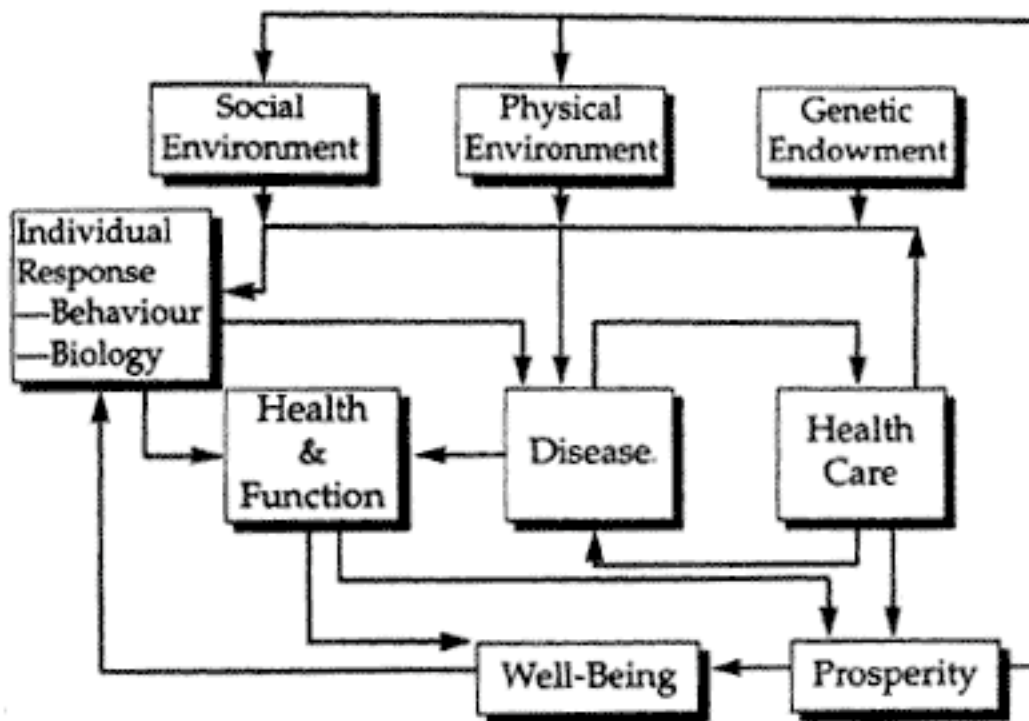 Social
Environment
Physical
Environment
Genetic
Endowment
Individual
Response
—Behaviour
—Biology
Health
&
Function
Disease.
Health
Care
Well-Being
Prosperity